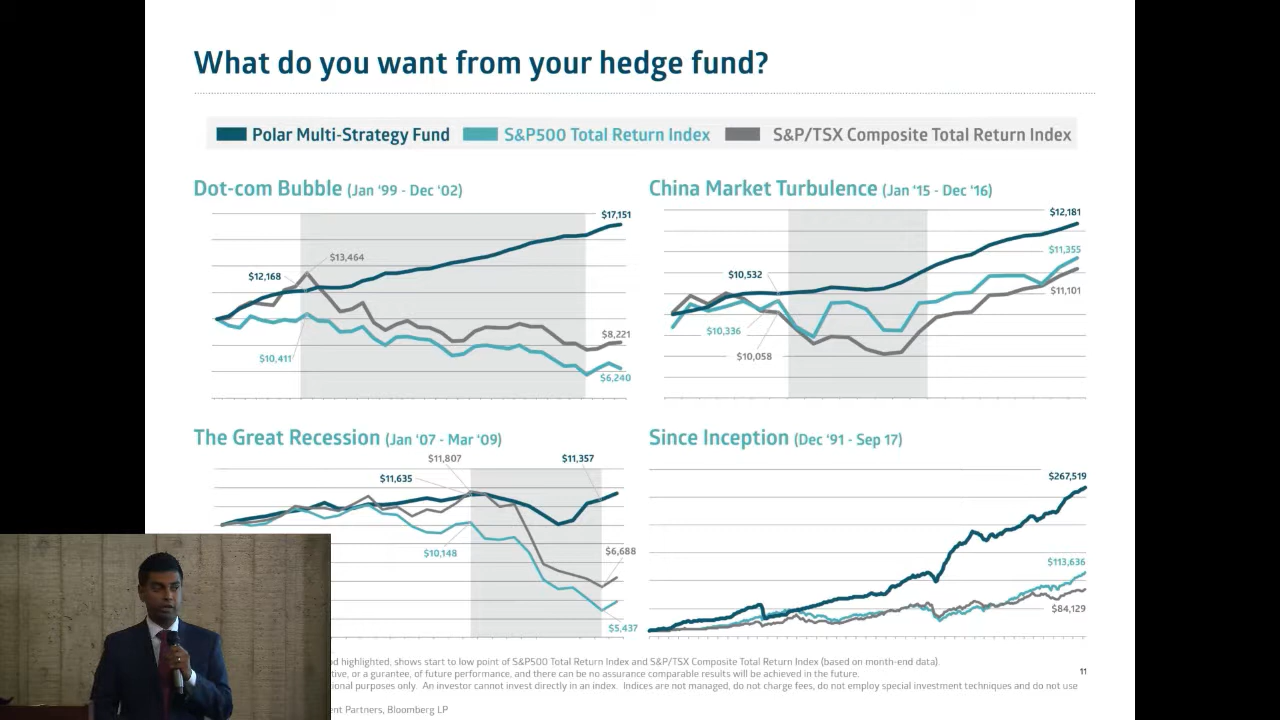 What do you want from your hedge fund?
Polar Multi-Strategy Fund S&P500 Total Return Index S&P/TSX Composite Total Return Index
Dot-com Bubble (Jan '99 - Dec '02)
$17,151
$13,464
$12,168
$10,411
$8,221
$6,240
China Market Turbulence (Jan '15 - Dec '16)
$12,181
$11,355
$10,532
$11,101
$10,336
$10,058
The Great Recession (Jan '07 - Mar '09)
$11,807
$11,357
$11,635
$10,148
$6,688
$5,437
Since Inception (Dec '91 - Sep 17)
$267,519
$113,636
$84,129
highlighted, shows start to low point of S&P500 Total Return Index and S&P/TSX Composite Total Return Index (based on month-end data).
or a gurantee, of future performance, and there can be no assurance comparable results will be achieved in the future.
purposes only. An investor cannot invest directly in an index. Indices are not managed, do not charge fees, do not employ special investment techniques and do not use
Partners, Bloomberg LP
11